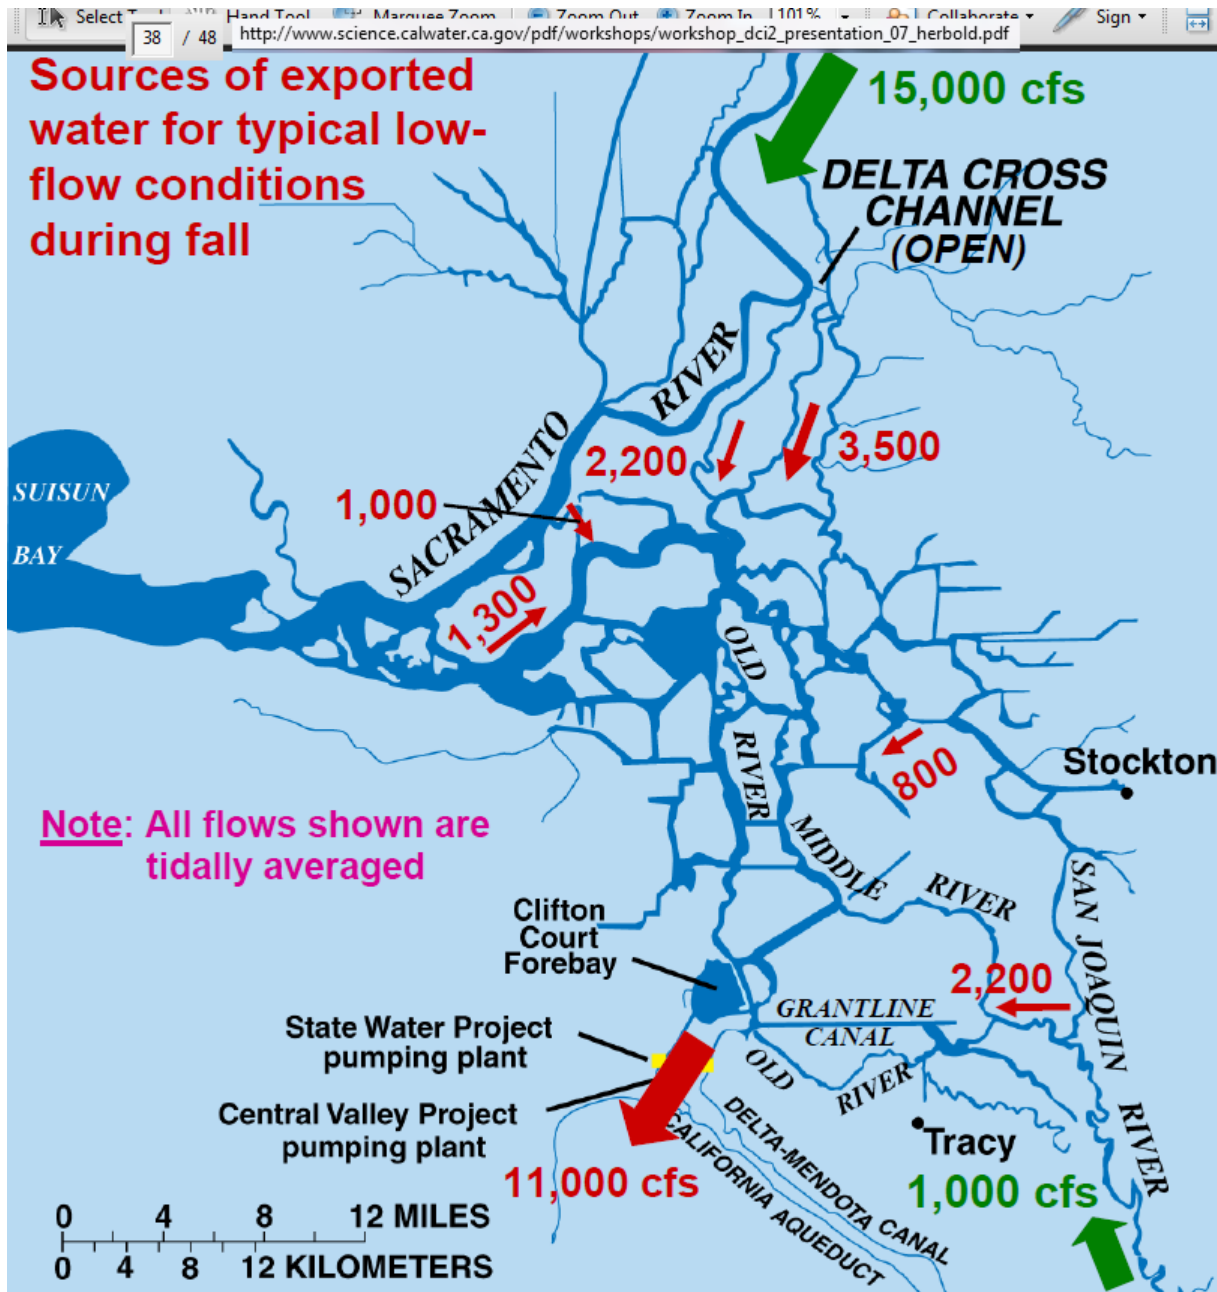 Hand Tool
Marquee Zoom
Zoom Out
Zoom In
101%
Collaborate
Sign
38 / 48
http://www.science.calwater.ca.gov/pdf/workshops/workshop_dci2_presentation_07_herbold.pdf
Sources of exported
water for typical low-
flow conditions
during fall
15,000 cfs
DELTA CROSS
CHANNEL
(OPEN)
SACRAMENTO RIVER
2,200
3,500
1,000
SUISUN
BAY
1,300
OLD RIVER
800
Stockton
Note: All flows shown are
tidally averaged
MIDDLE RIVER
SAN JOAQUIN RIVER
Clifton
Court
Forebay
2,200
GRANTLINE
CANAL
State Water Project
pumping plant
OLD RIVER
Central Valley Project
pumping plant
DELTA-MENDOTA CANAL
CALIFORNIA AQUEDUCT
Tracy
11,000 cfs
1,000 cfs
0 4 8 12 MILES
0 4 8 12 KILOMETERS